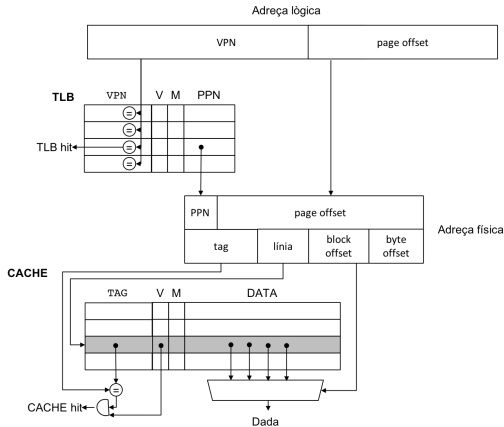 Adreça lògica
VPN page offset
TLB VPN V M PPN
=
=
TLB hit =
=
PPN page offset
Adreça física
tag línia block offset byte offset
CACHE
TAG V M DATA
=
CACHE hit
Dada